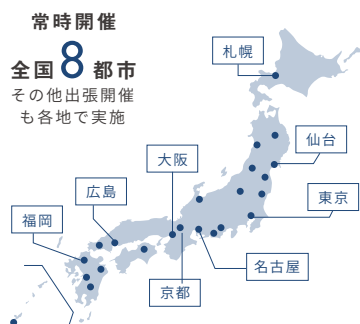 常時開催
全国8都市
その他出張開催
も各地で実施
札幌
仙台
大阪
東京
広島
福岡
名古屋
京都